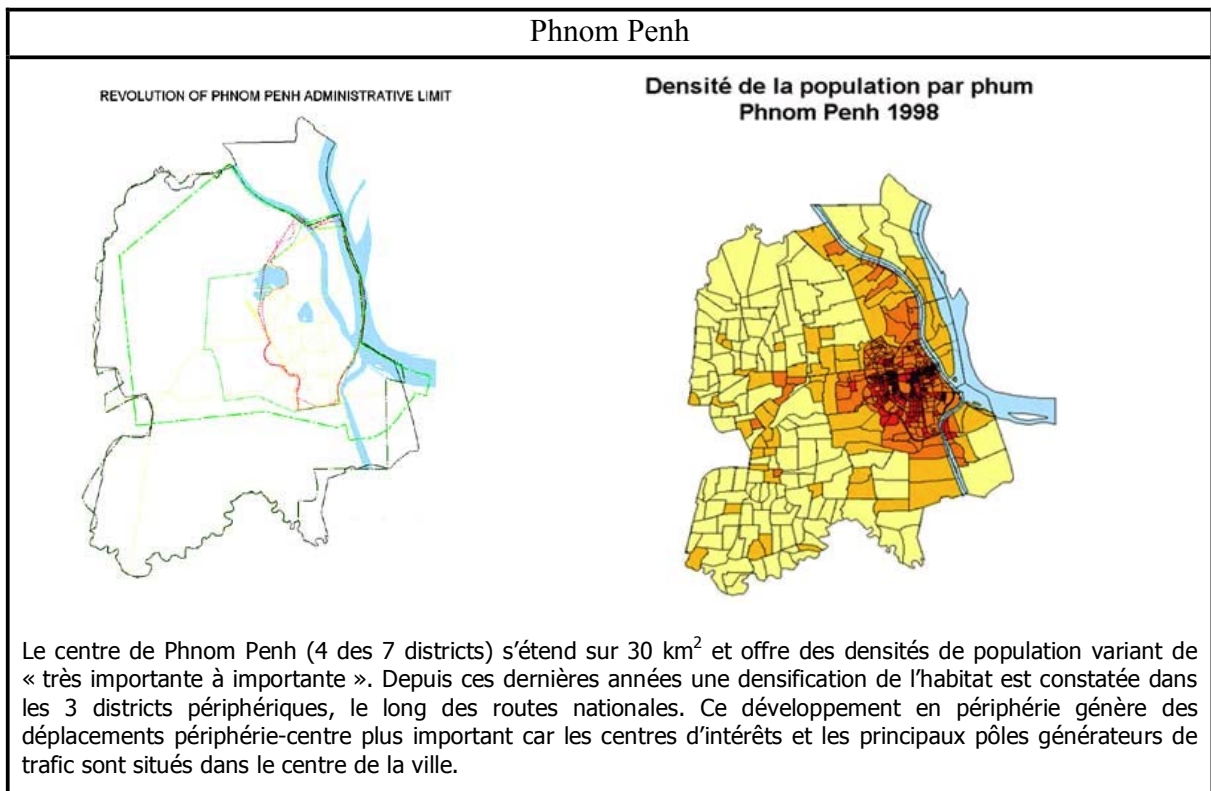 Phnom Penh
REVOLUTION OF PHNOM PENH ADMINISTRATIVE LIMIT
Densité de la population par phum
Phnom Penh 1998
Le centre de Phnom Penh (4 des 7 districts) s’étend sur 30 km² et offre des densités de population variant de
« très importante à importante ». Depuis ces dernières années une densification de l’habitat est constatée dans
les 3 districts périphériques, le long des routes nationales. Ce développement en périphérie génère des
déplacements périphérie-centre plus important car les centres d’intérêts et les principaux pôles générateurs de
trafic sont situés dans le centre de la ville.